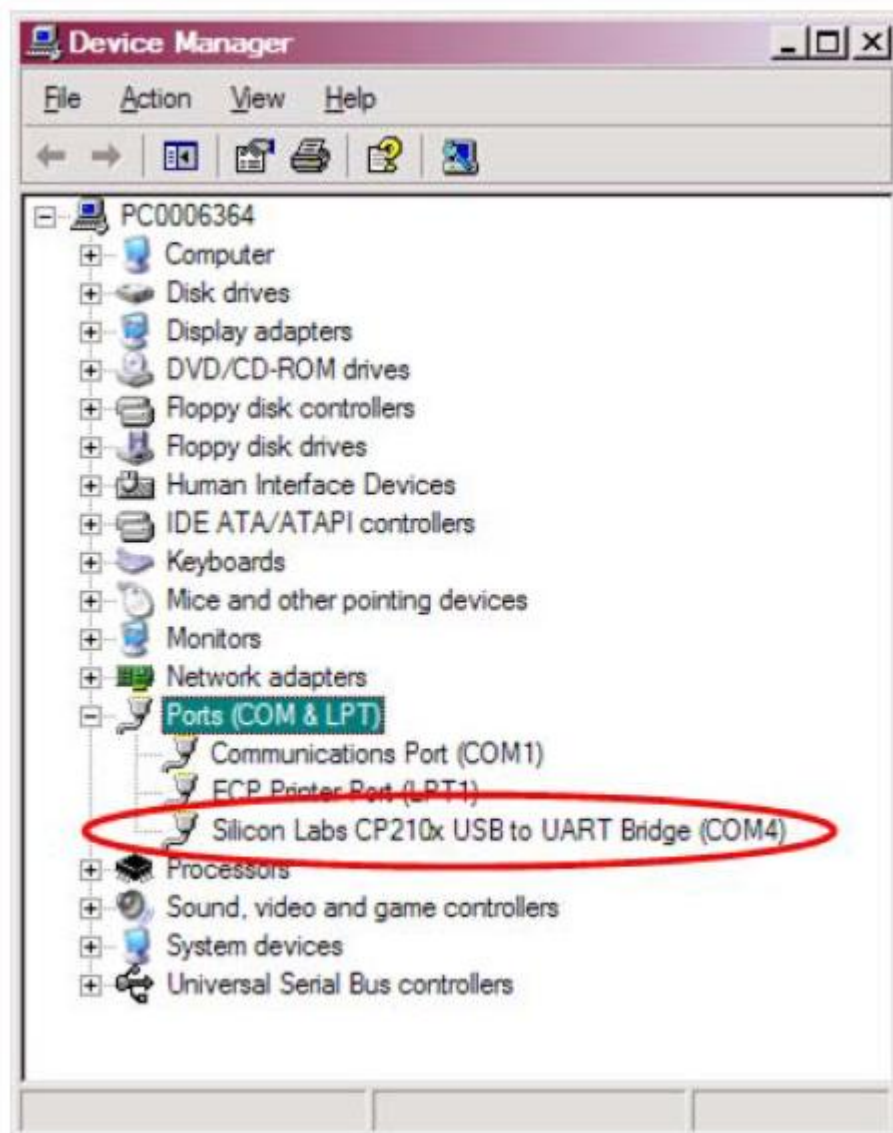 Device Manager
File Action View Help
PC0006364
Computer
Disk drives
Display adapters
DVD/CD-ROM drives
Floppy disk controllers
Floppy disk drives
Human Interface Devices
IDE ATA/ATAPI controllers
Keyboards
Mice and other pointing devices
Monitors
Network adapters
Ports (COM & LPT)
Communications Port (COM1)
ECP Printer Port (LPT1)
Silicon Labs CP210x USB to UART Bridge (COM4)
Processors
Sound, video and game controllers
System devices
Universal Serial Bus controllers